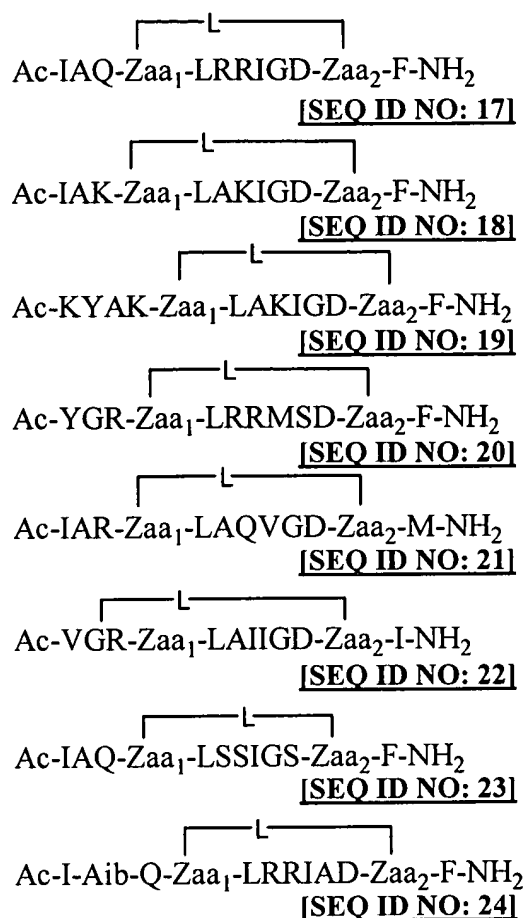 L
Ac-IAQ-Zaa₁-LRRIGD-Zaa₂-F-NH₂
[SEQ ID NO: 17]
L
Ac-IAK-Zaa₁-LAKIGD-Zaa₂-F-NH₂
[SEQ ID NO: 18]
L
Ac-KYAK-Zaa₁-LAKIGD-Zaa₂-F-NH₂
[SEQ ID NO: 19]
L
Ac-YGR-Zaa₁-LRRMSD-Zaa₂-F-NH₂
[SEQ ID NO: 20]
L
Ac-IAR-Zaa₁-LAQVGD-Zaa₂-M-NH₂
[SEQ ID NO: 21]
L
Ac-VGR-Zaa₁-LAIIGD-Zaa₂-I-NH₂
[SEQ ID NO: 22]
L
Ac-IAQ-Zaa₁-LSSIGS-Zaa₂-F-NH₂
[SEQ ID NO: 23]
L
Ac-I-Aib-Q-Zaa₁-LRRIAD-Zaa₂-F-NH₂
[SEQ ID NO: 24]